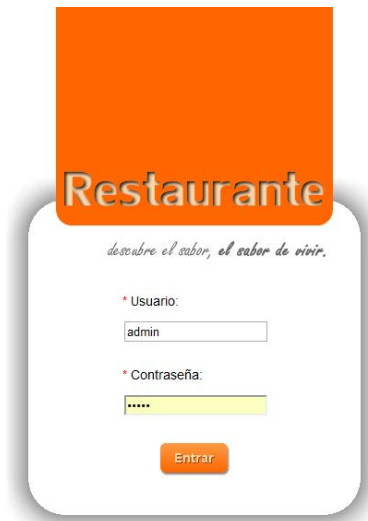 Restaurante
descubre el sabor, el sabor de vivir.
* Usuario:
admin
* Contraseña:
•••••
Entrar